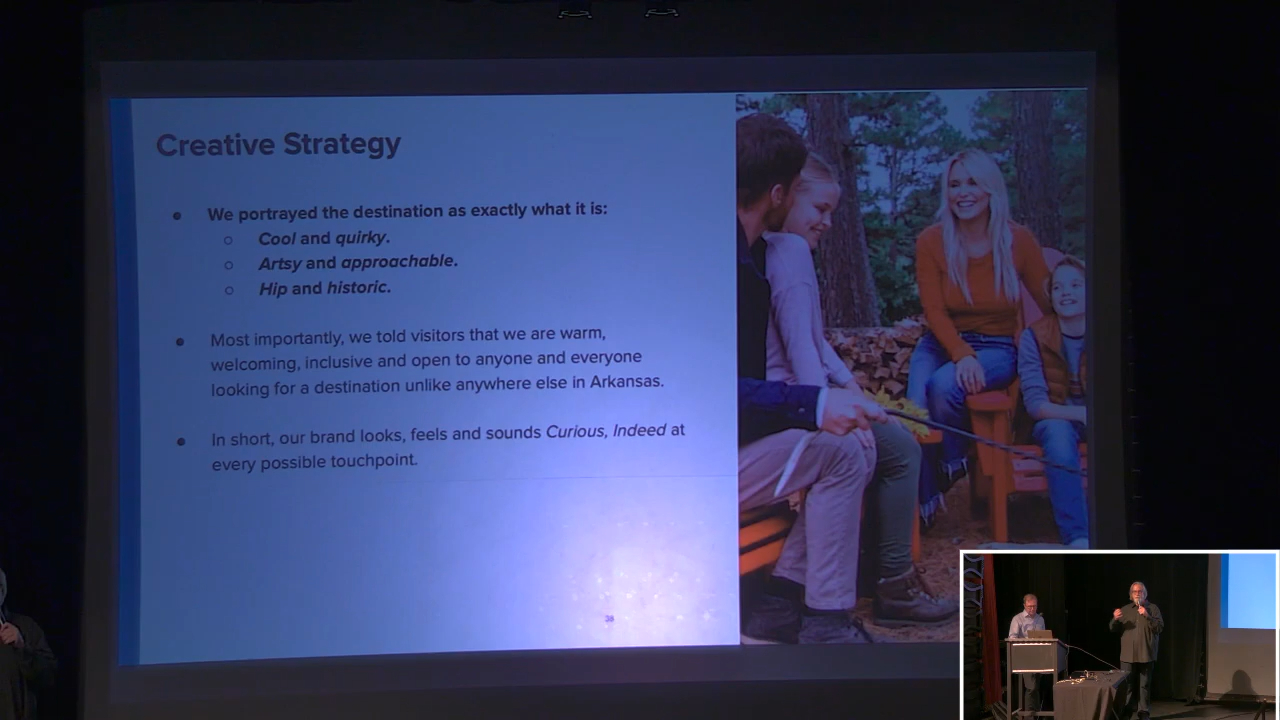 Creative Strategy
● We portrayed the destination as exactly what it is:
○ Cool and quirky.
○ Artsy and approachable.
○ Hip and historic.
● Most importantly, we told visitors that we are warm,
welcoming, inclusive and open to anyone and everyone
looking for a destination unlike anywhere else in Arkansas.
● In short, our brand looks, feels and sounds Curious, Indeed at
every possible touchpoint.
38